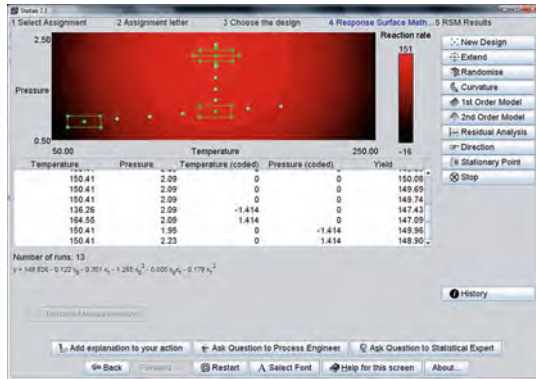 Statlab 2.1
1 Select Assignment 2 Assignment letter 3 Choose the design 4 Response Surface Meth... 5 RSM Results
Reaction rate
2.50
151
Pressure
0.50
50.00 Temperature 250.00 -16
Temperature Pressure Temperature (coded) Pressure (coded) Yield
150.41 2.09 0 0 150.08
150.41 2.09 0 0 149.69
150.41 2.09 0 0 149.74
136.26 2.09 -1.414 0 147.43
164.55 2.09 1.414 0 147.09
150.41 1.95 0 -1.414 149.96
150.41 2.23 0 1.414 148.90
Number of runs: 13
New Design
Extend
Randomise
Curvature
1st Order Model
2nd Order Model
Residual Analysis
Direction
Stationary Point
Stop
History
Add explanation to your action Ask Question to Process Engineer Ask Question to Statistical Expert
Back Forward Restart Select Font Help for this screen About...